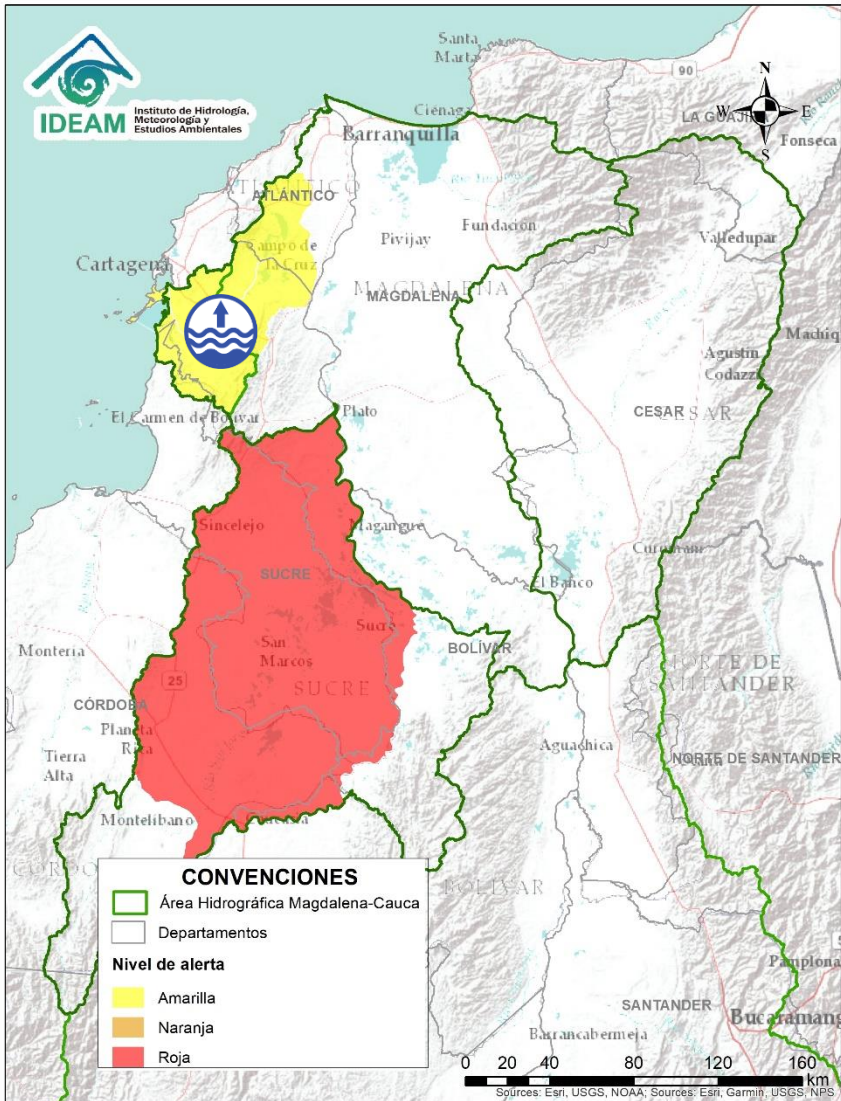 IDEAM
Instituto de Hidrología,
Meteorología y
Estudios Ambientales
Santa
Marta
90
N
W
E
S
Ciénaga
LA GUAJIRA
Barranquilla
Fonseca
ATLÁNTICO
Fundación
Pivijay
Valledupar
Campo de
la Cruz
Cartagena
MAGDALENA
MAGDALENA
Agustín
Codazzi
El Carmen de Bolívar
Plato
CESAR
CESAR
Sincelejo
Magangue
Curumaní
SUCRE
El Banco
Sucre
Montería
San
Marcos
BOLÍVAR
NORTE DE
SANTANDER
25
SUCRE
CÓRDOBA
Planeta
Rica
Aguachica
Tierra
Alta
NORTE DE SANTANDER
Montelíbano
BOLÍVAR
CONVENCIONES
Área Hidrográfica Magdalena-Cauca
Departamentos
Nivel de alerta
Amarilla
Naranja
Roja
Pamplona
SANTANDER
Bucaramang
Barrancabermeja
0 20 40 80 120 160
km
Sources: Esri, USGS, NOAA; Sources: Esri, Garmin, USGS, NPS